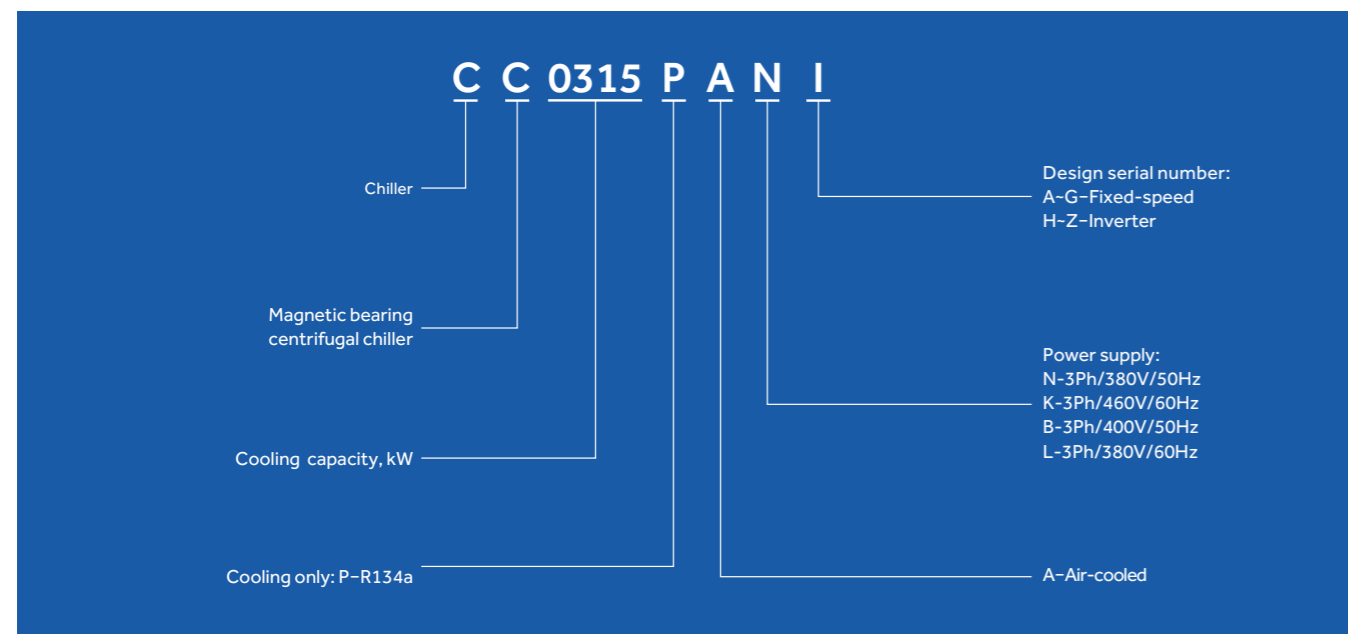 C C 0315 P A N I
Chiller
Magnetic bearing
centrifugal chiller
Cooling capacity, kW
Cooling only: P-R134a
Design serial number:
A~G-Fixed-speed
H~Z-Inverter
Power supply:
N-3Ph/380V/50Hz
K-3Ph/460V/60Hz
B-3Ph/400V/50Hz
L-3Ph/380V/60Hz
A-Air-cooled